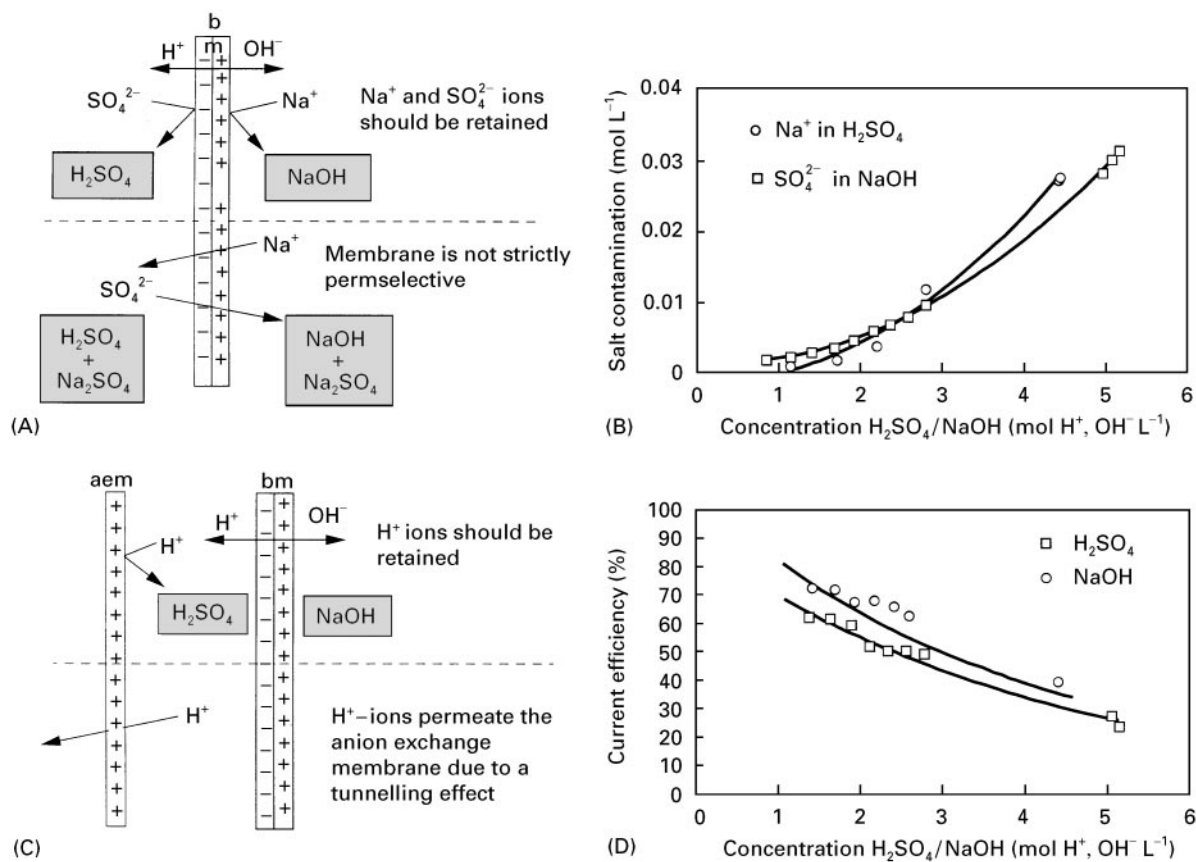 (A)
b
m
H⁺
OH⁻
SO₄²⁻
Na⁺
Na⁺ and SO₄²⁻ ions
should be retained
H₂SO₄
NaOH
Na⁺
Membrane is not strictly
permselective
SO₄²⁻
H₂SO₄
+
Na₂SO₄
NaOH
+
Na₂SO₄
(B)
Salt contamination (mol L⁻¹)
0.04
0.03
0.02
0.01
0
Na⁺ in H₂SO₄
SO₄²⁻ in NaOH
0 1 2 3 4 5 6
Concentration H₂SO₄/NaOH (mol H⁺, OH⁻ L⁻¹)
(C)
aem
bm
H⁺
H⁺
OH⁻
H⁺ ions should be
retained
H₂SO₄
NaOH
H⁺
H⁺–ions permeate the
anion exchange
membrane due to a
tunnelling effect
(D)
Current efficiency (%)
100
90
80
70
60
50
40
30
20
10
0
H₂SO₄
NaOH
0 1 2 3 4 5 6
Concentration H₂SO₄/NaOH (mol H⁺, OH⁻ L⁻¹)